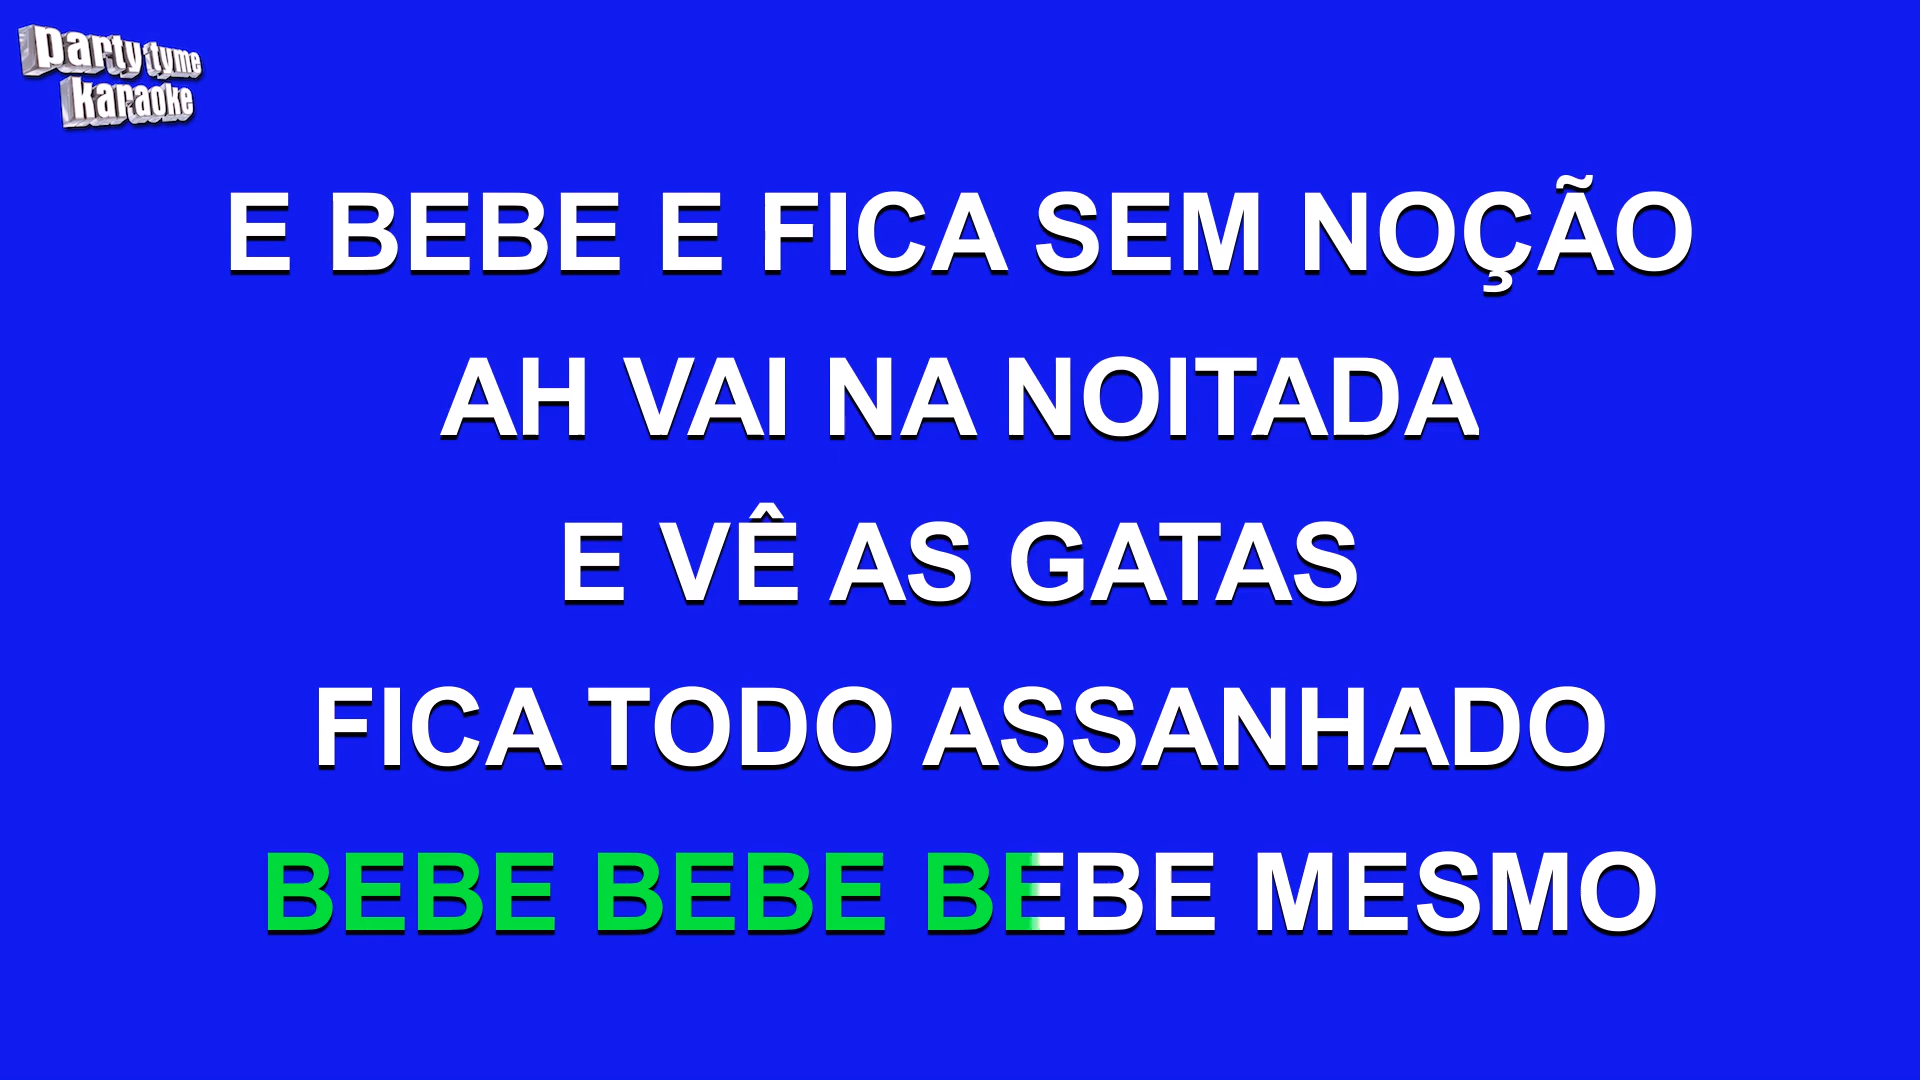 party tyme
karaoke
E BEBE E FICA SEM NOÇÃO
AH VAI NA NOITADA
E VÊ AS GATAS
FICA TODO ASSANHADO
BEBE BEBE BEBE MESMO